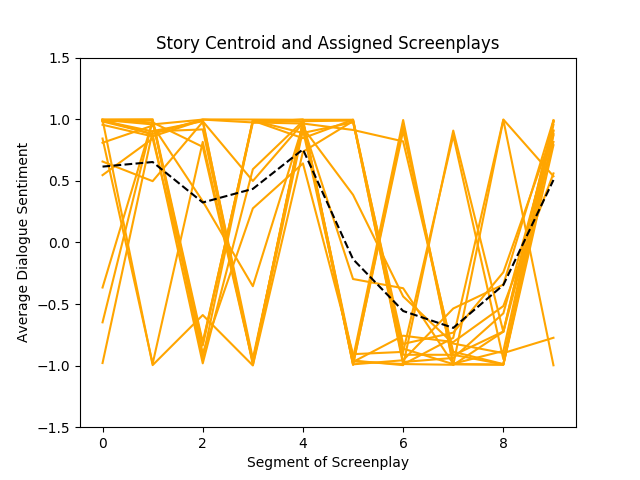 Story Centroid and Assigned Screenplays
1.5
1.0
0.5
0.0
−0.5
−1.0
−1.5
Average Dialogue Sentiment
0 2 4 6 8
Segment of Screenplay